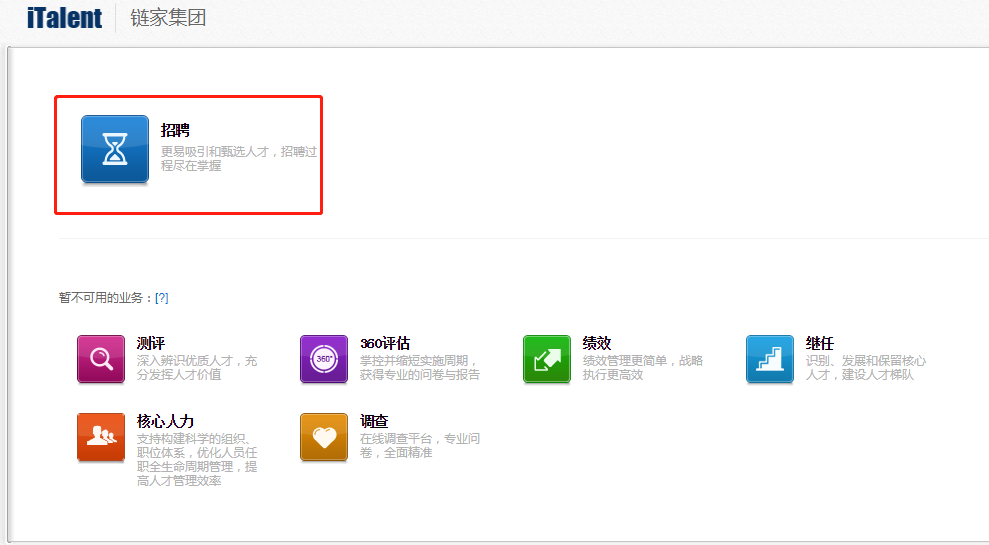 iTalent 链家集团
招聘
更易吸引和甄选人才，招聘过
程尽在掌握
暂不可用的业务：[?]
测评
深入辨识优质人才，充
分发挥人才价值
360°
360评估
掌控并缩短实施周期，
获得专业的问卷与报告
绩效
绩效管理更简单，战略
执行更高效
继任
识别、发展和保留核心
人才，建设人才梯队
核心人力
支持构建科学的组织、
职位体系，优化人员任
职全生命周期管理，提
高人才管理效率
调查
在线调查平台，专业问
卷，全面精准